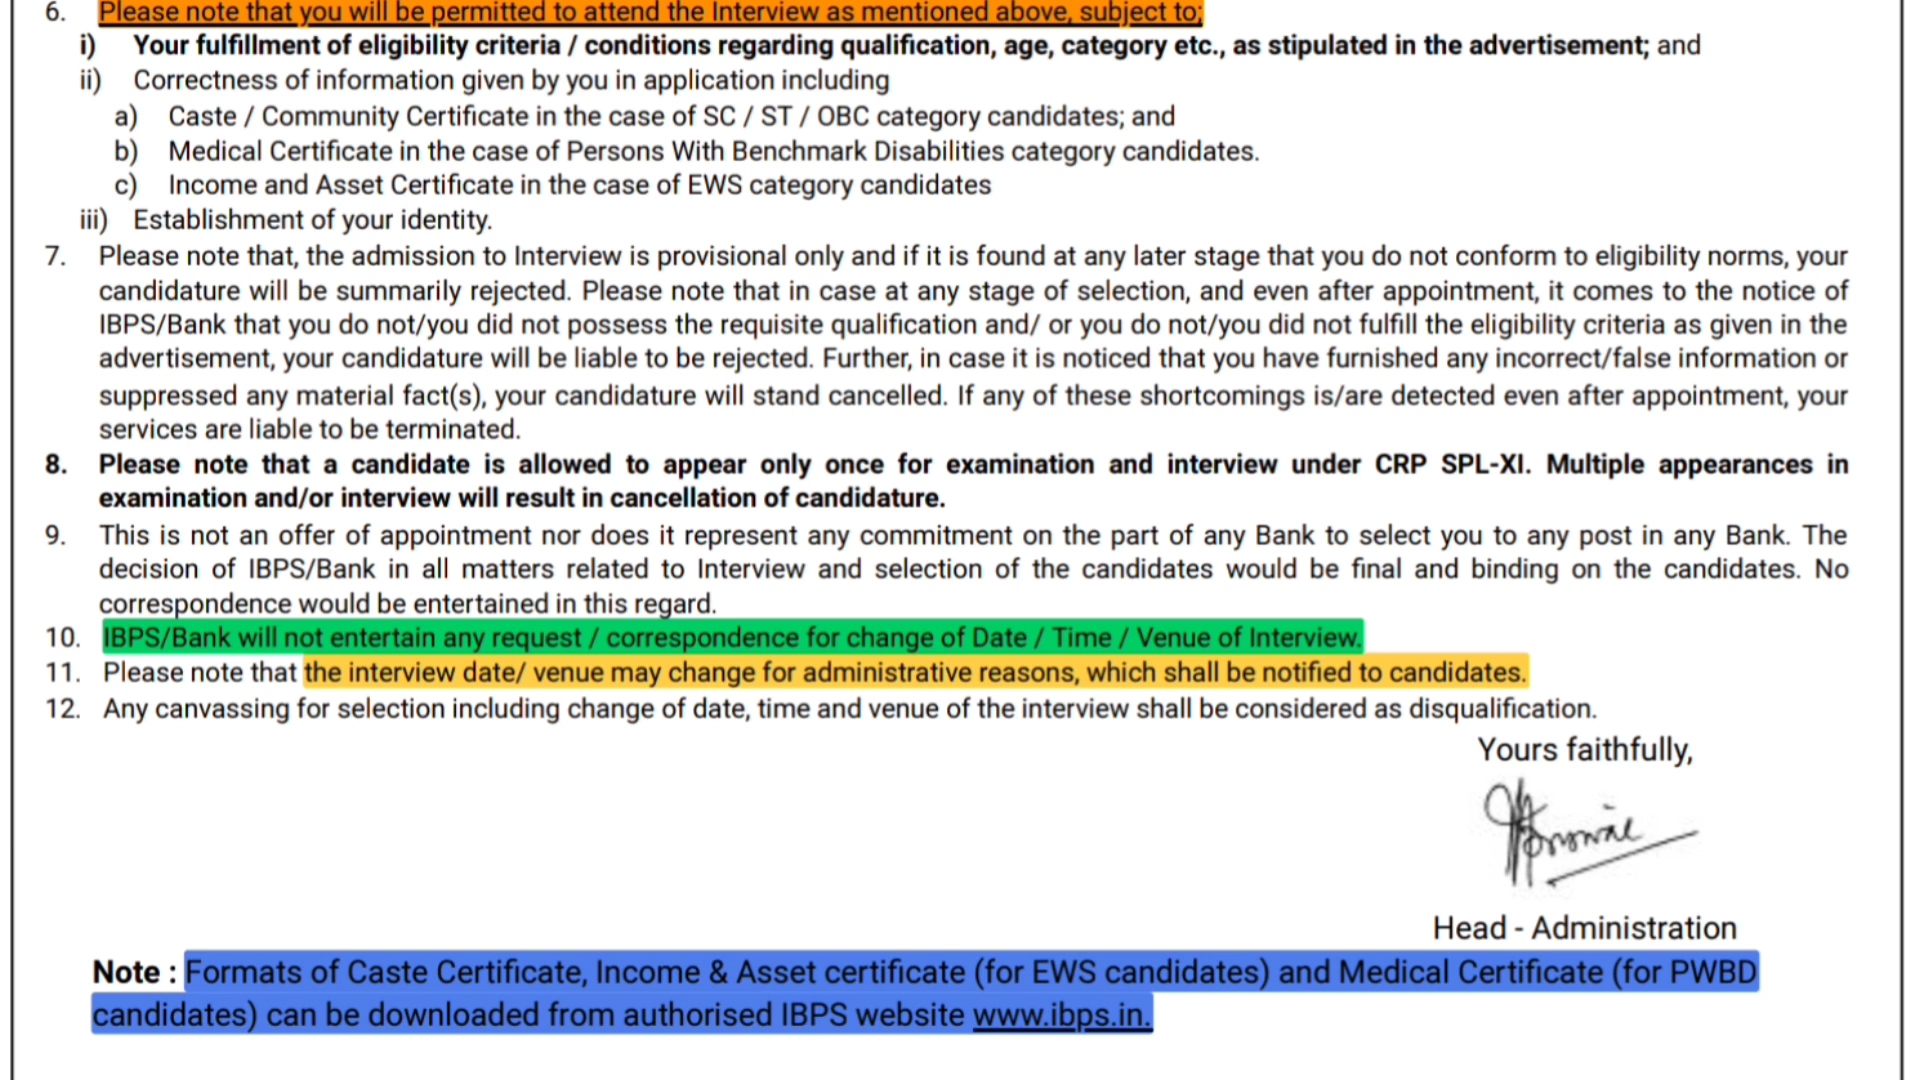 6. Please note that you will be permitted to attend the Interview as mentioned above, subject to;
i) Your fulfillment of eligibility criteria / conditions regarding qualification, age, category etc., as stipulated in the advertisement; and
ii) Correctness of information given by you in application including
a) Caste / Community Certificate in the case of SC / ST / OBC category candidates; and
b) Medical Certificate in the case of Persons With Benchmark Disabilities category candidates.
c) Income and Asset Certificate in the case of EWS category candidates
iii) Establishment of your identity.
7. Please note that, the admission to Interview is provisional only and if it is found at any later stage that you do not conform to eligibility norms, your
candidature will be summarily rejected. Please note that in case at any stage of selection, and even after appointment, it comes to the notice of
IBPS/Bank that you do not/you did not possess the requisite qualification and/ or you do not/you did not fulfill the eligibility criteria as given in the
advertisement, your candidature will be liable to be rejected. Further, in case it is noticed that you have furnished any incorrect/false information or
suppressed any material fact(s), your candidature will stand cancelled. If any of these shortcomings is/are detected even after appointment, your
services are liable to be terminated.
8. Please note that a candidate is allowed to appear only once for examination and interview under CRP SPL-XI. Multiple appearances in
examination and/or interview will result in cancellation of candidature.
9. This is not an offer of appointment nor does it represent any commitment on the part of any Bank to select you to any post in any Bank. The
decision of IBPS/Bank in all matters related to Interview and selection of the candidates would be final and binding on the candidates. No
correspondence would be entertained in this regard.
10. IBPS/Bank will not entertain any request / correspondence for change of Date / Time / Venue of Interview.
11. Please note that the interview date/ venue may change for administrative reasons, which shall be notified to candidates.
12. Any canvassing for selection including change of date, time and venue of the interview shall be considered as disqualification.
Yours faithfully,
Head - Administration
Note : Formats of Caste Certificate, Income & Asset certificate (for EWS candidates) and Medical Certificate (for PWBD
candidates) can be downloaded from authorised IBPS website www.ibps.in.